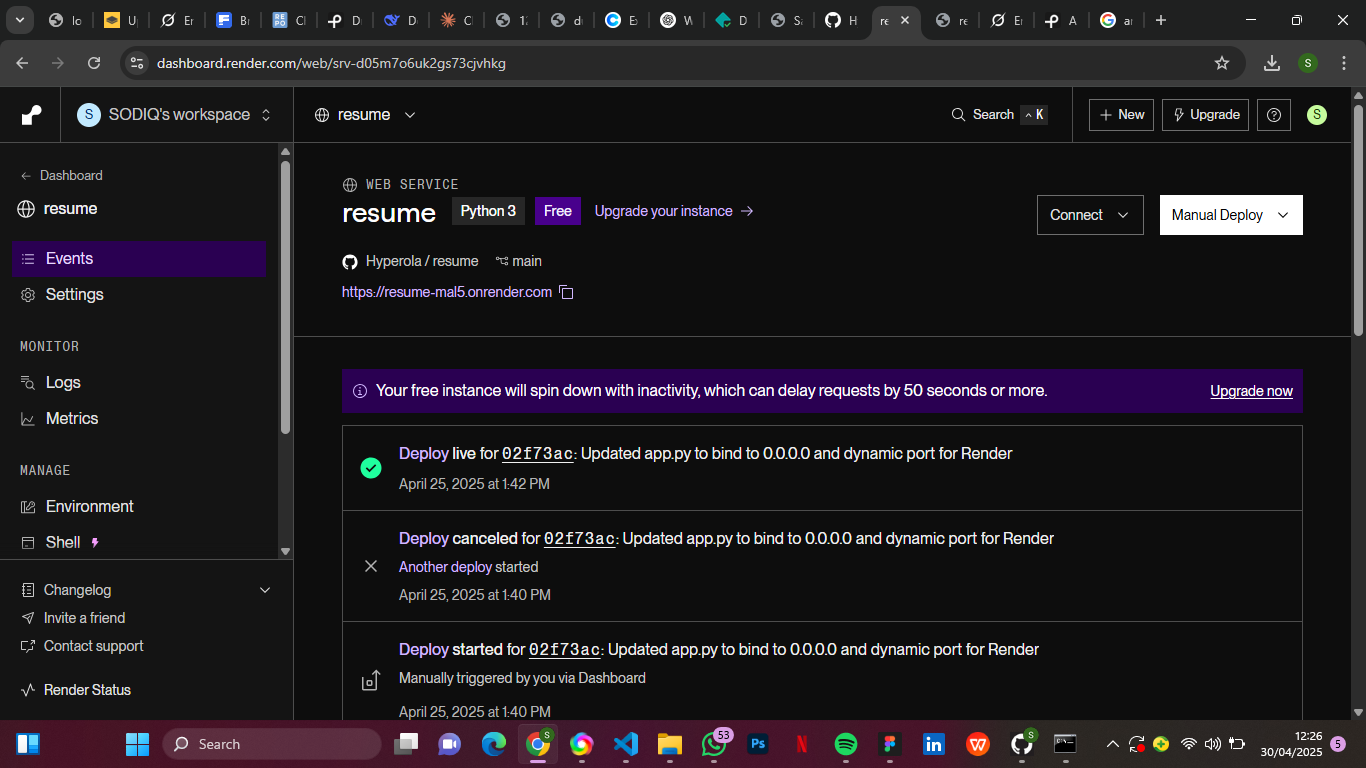 lo
Up
Er
Br
REPO
Cl
D
D
Cl
12
di
E:
W
D
Sa
H
re
re
Er
A
ar
dashboard.render.com/web/srv-d05m7o6uk2gs73cjvhkg
S
S
SODIQ's workspace
resume
Search
K
+ New
Upgrade
S
Dashboard
resume
Events
Settings
MONITOR
Logs
Metrics
MANAGE
Environment
Shell
Changelog
Invite a friend
Contact support
Render Status
WEB SERVICE
resume
Python 3
Free
Upgrade your instance →
Connect
Manual Deploy
Hyperola / resume
main
https://resume-mal5.onrender.com
Your free instance will spin down with inactivity, which can delay requests by 50 seconds or more.
Upgrade now
Deploy live for 02f73ac: Updated app.py to bind to 0.0.0.0 and dynamic port for Render
April 25, 2025 at 1:42 PM
Deploy canceled for 02f73ac: Updated app.py to bind to 0.0.0.0 and dynamic port for Render
Another deploy started
April 25, 2025 at 1:40 PM
Deploy started for 02f73ac: Updated app.py to bind to 0.0.0.0 and dynamic port for Render
Manually triggered by you via Dashboard
April 25, 2025 at 1:40 PM
Search
S
53
Ps
N
in
W
S
12:26
30/04/2025
5